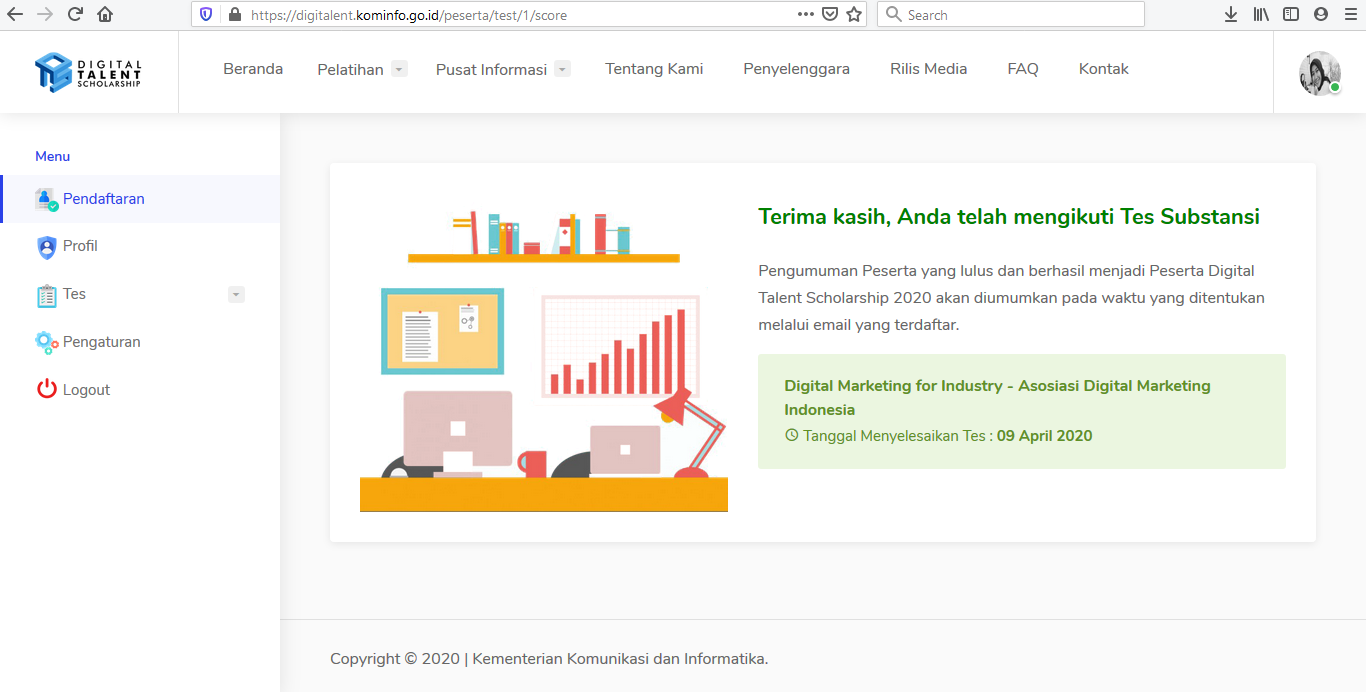 https://digitalent.kominfo.go.id/peserta/test/1/score
Search
DIGITAL
TALENT
SCHOLARSHIP
Beranda
Pelatihan
Pusat Informasi
Tentang Kami
Penyelenggara
Rilis Media
FAQ
Kontak
Menu
Pendaftaran
Profil
Tes
Pengaturan
Logout
Terima kasih, Anda telah mengikuti Tes Substansi
Pengumuman Peserta yang lulus dan berhasil menjadi Peserta Digital
Talent Scholarship 2020 akan diumumkan pada waktu yang ditentukan
melalui email yang terdaftar.
Digital Marketing for Industry - Asosiasi Digital Marketing
Indonesia
Tanggal Menyelesaikan Tes : 09 April 2020
Copyright © 2020 | Kementerian Komunikasi dan Informatika.